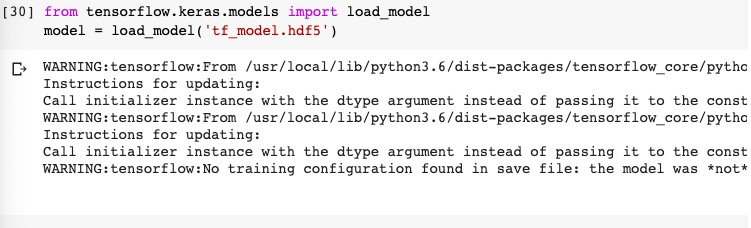 [30] from tensorflow.keras.models import load_model
model = load_model('tf_model.hdf5')
WARNING:tensorflow:From /usr/local/lib/python3.6/dist-packages/tensorflow_core/pytho
Instructions for updating:
Call initializer instance with the dtype argument instead of passing it to the const
WARNING:tensorflow:From /usr/local/lib/python3.6/dist-packages/tensorflow_core/pytho
Instructions for updating:
Call initializer instance with the dtype argument instead of passing it to the const
WARNING:tensorflow:No training configuration found in save file: the model was *not*